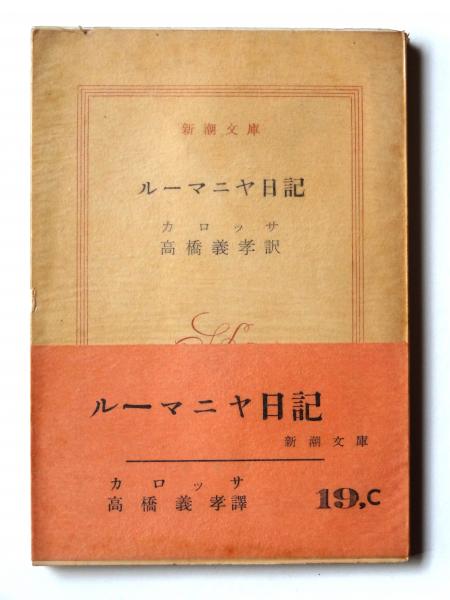 新潮文庫
ルーマニヤ日記
カロッサ
高橋義孝訳
ルーマニヤ日記
新潮文庫
カロッサ
高橋義孝譯
19,C